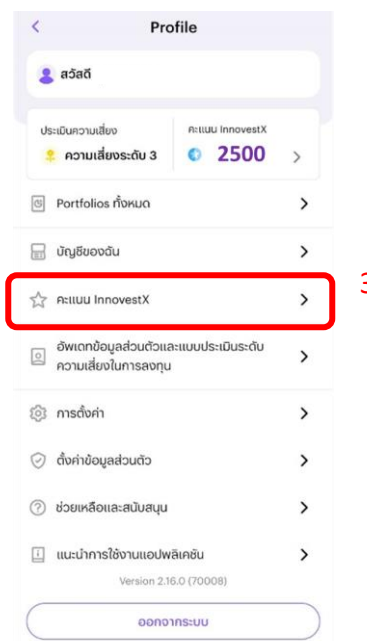 Profile
สวัสดี
ประเมินความเสี่ยง
คะแนน InnovestX
ความเสี่ยงระดับ 3
2500
Portfolios ทั้งหมด
บัญชีของฉัน
คะแนน InnovestX
3
อัพเดทข้อมูลส่วนตัวและแบบประเมินระดับ
ความเสี่ยงในการลงทุน
การตั้งค่า
ตั้งค่าข้อมูลส่วนตัว
ช่วยเหลือและสนับสนุน
แนะนำการใช้งานแอปพลิเคชัน
Version 2.16.0 (70008)
ออกจากระบบ